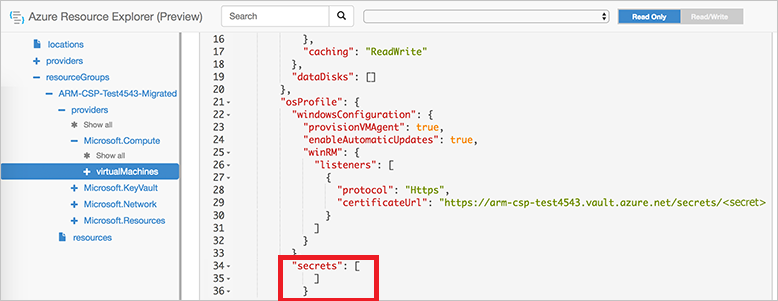 Azure Resource Explorer (Preview)
Search
Read Only
Read/Write
locations
providers
resourceGroups
ARM-CSP-Test4543-Migrated
providers
Show all
Microsoft.Compute
Show all
virtualMachines
Microsoft.KeyVault
Microsoft.Network
Microsoft.Resources
resources
16 },
17 "caching": "ReadWrite"
18 },
19 "dataDisks": []
20 },
21 "osProfile": {
22 "windowsConfiguration": {
23 "provisionVMAgent": true,
24 "enableAutomaticUpdates": true,
25 "winRM": {
26 "listeners": [
27 {
28 "protocol": "Https",
29 "certificateUrl": "https://arm-csp-test4543.vault.azure.net/secrets/<secret>
30 }
31 ]
32 }
33 }
34 "secrets": [
35 ]
36 }